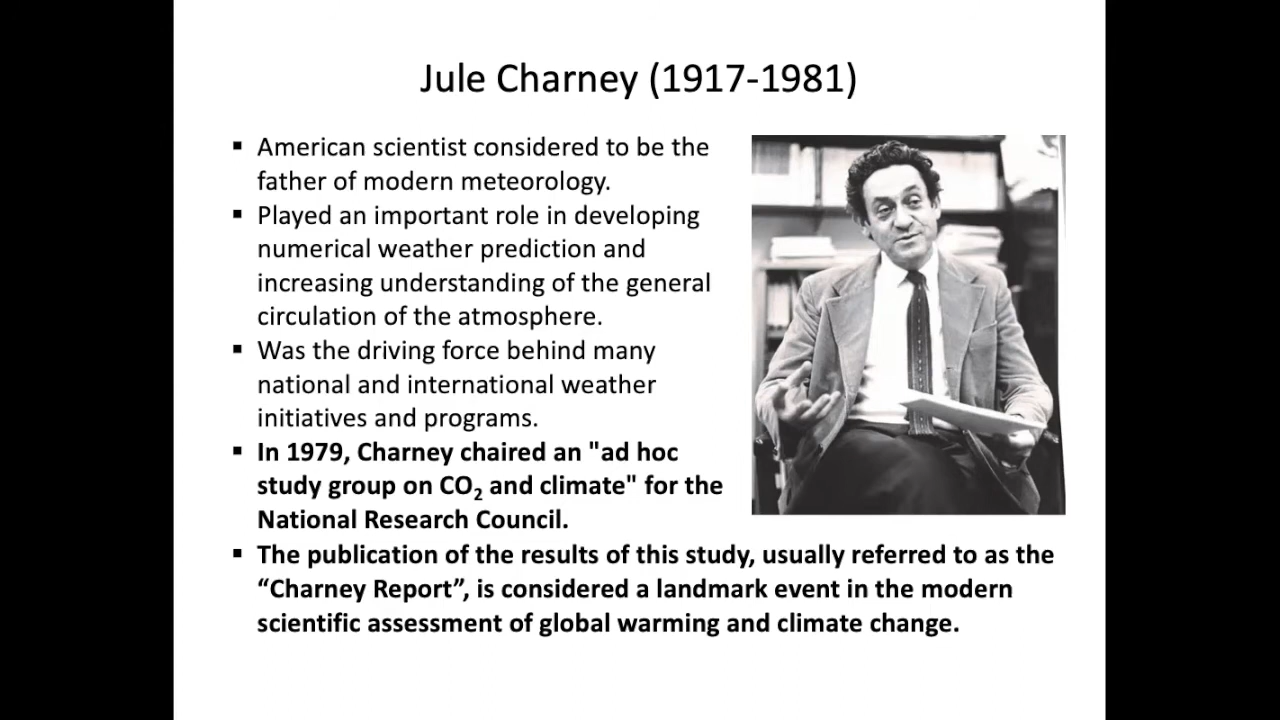 Jule Charney (1917-1981)
▪ American scientist considered to be the
father of modern meteorology.
▪ Played an important role in developing
numerical weather prediction and
increasing understanding of the general
circulation of the atmosphere.
▪ Was the driving force behind many
national and international weather
initiatives and programs.
▪ In 1979, Charney chaired an "ad hoc
study group on CO₂ and climate" for the
National Research Council.
▪ The publication of the results of this study, usually referred to as the
“Charney Report”, is considered a landmark event in the modern
scientific assessment of global warming and climate change.